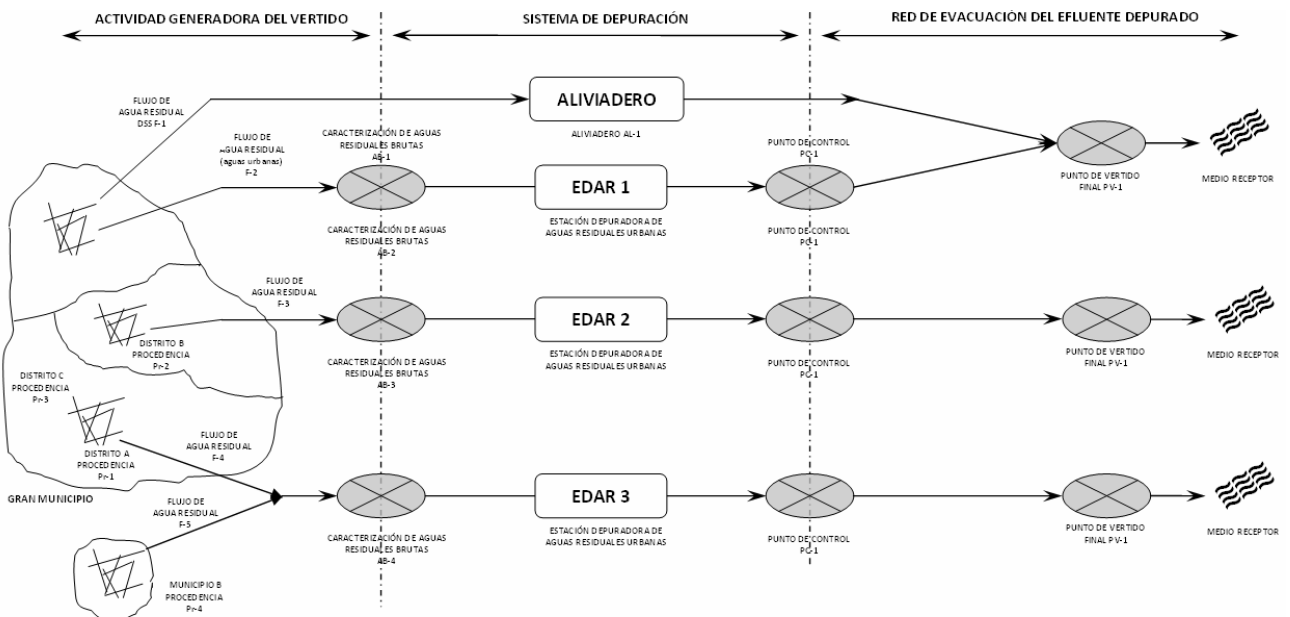 ACTIVIDAD GENERADORA DEL VERTIDO
SISTEMA DE DEPURACIÓN
RED DE EVACUACIÓN DEL EFLUENTE DEPURADO
FLUJO DE
AGUA RESIDUAL
DSS F-1
ALIVIADERO
ALIVIADERO AL-1
FLUJO DE
AGUA RESIDUAL
(aguas urbanas)
F-2
CARACTERIZACIÓN DE AGUAS
RESIDUALES BRUTAS
AB-1
EDAR 1
ESTACIÓN DEPURADORA DE
AGUAS RESIDUALES URBANAS
CARACTERIZACIÓN DE AGUAS
RESIDUALES BRUTAS
AB-2
PUNTO DE CONTROL
PC-1
PUNTO DE CONTROL
PC-1
PUNTO DE VERTIDO
FINAL PV-1
MEDIO RECEPTOR
FLUJO DE
AGUA RESIDUAL
F-3
DISTRITO B
PROCEDENCIA
Pr-2
CARACTERIZACIÓN DE AGUAS
RESIDUALES BRUTAS
AB-3
EDAR 2
ESTACIÓN DEPURADORA DE
AGUAS RESIDUALES URBANAS
PUNTO DE CONTROL
PC-1
PUNTO DE VERTIDO
FINAL PV-1
MEDIO RECEPTOR
DISTRITO C
PROCEDENCIA
Pr-3
DISTRITO A
PROCEDENCIA
Pr-1
FLUJO DE
AGUA RESIDUAL
F-4
GRAN MUNICIPIO
FLUJO DE
AGUA RESIDUAL
F-5
CARACTERIZACIÓN DE AGUAS
RESIDUALES BRUTAS
AB-4
EDAR 3
ESTACIÓN DEPURADORA DE
AGUAS RESIDUALES URBANAS
PUNTO DE CONTROL
PC-1
PUNTO DE VERTIDO
FINAL PV-1
MEDIO RECEPTOR
MUNICIPIO B
PROCEDENCIA
Pr-4